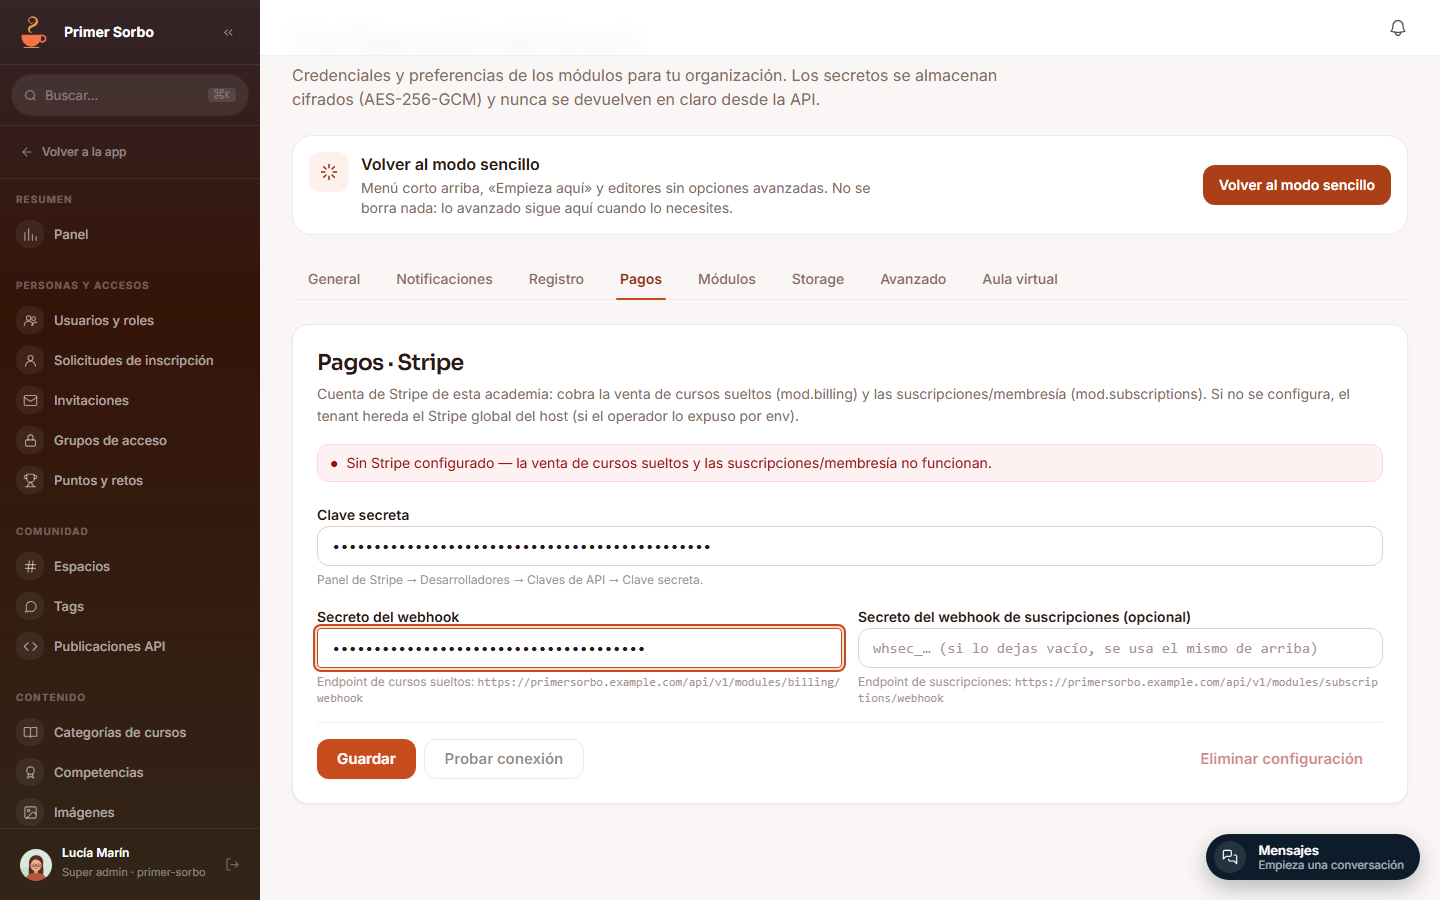 Primer Sorbo
Buscar...
⌘K
Volver a la app
RESUMEN
Panel
PERSONAS Y ACCESOS
Usuarios y roles
Solicitudes de inscripción
Invitaciones
Grupos de acceso
Puntos y retos
COMUNIDAD
Espacios
Tags
Publicaciones API
CONTENIDO
Categorías de cursos
Competencias
Imágenes
Lucía Marín
Super admin · primer-sorbo
Credenciales y preferencias de los módulos para tu organización. Los secretos se almacenan
cifrados (AES-256-GCM) y nunca se devuelven en claro desde la API.
Volver al modo sencillo
Menú corto arriba, «Empieza aquí» y editores sin opciones avanzadas. No se
borra nada: lo avanzado sigue aquí cuando lo necesites.
Volver al modo sencillo
General
Notificaciones
Registro
Pagos
Módulos
Storage
Avanzado
Aula virtual
Pagos · Stripe
Cuenta de Stripe de esta academia: cobra la venta de cursos sueltos (mod.billing) y las suscripciones/membresía (mod.subscriptions). Si no se configura, el
tenant hereda el Stripe global del host (si el operador lo expuso por env).
Sin Stripe configurado — la venta de cursos sueltos y las suscripciones/membresía no funcionan.
Clave secreta
Panel de Stripe → Desarrolladores → Claves de API → Clave secreta.
Secreto del webhook
Endpoint de cursos sueltos: https://primersorbo.example.com/api/v1/modules/billing/
webhook
Secreto del webhook de suscripciones (opcional)
whsec_… (si lo dejas vacío, se usa el mismo de arriba)
Endpoint de suscripciones: https://primersorbo.example.com/api/v1/modules/subscrip
tions/webhook
Guardar
Probar conexión
Eliminar configuración
Mensajes
Empieza una conversación